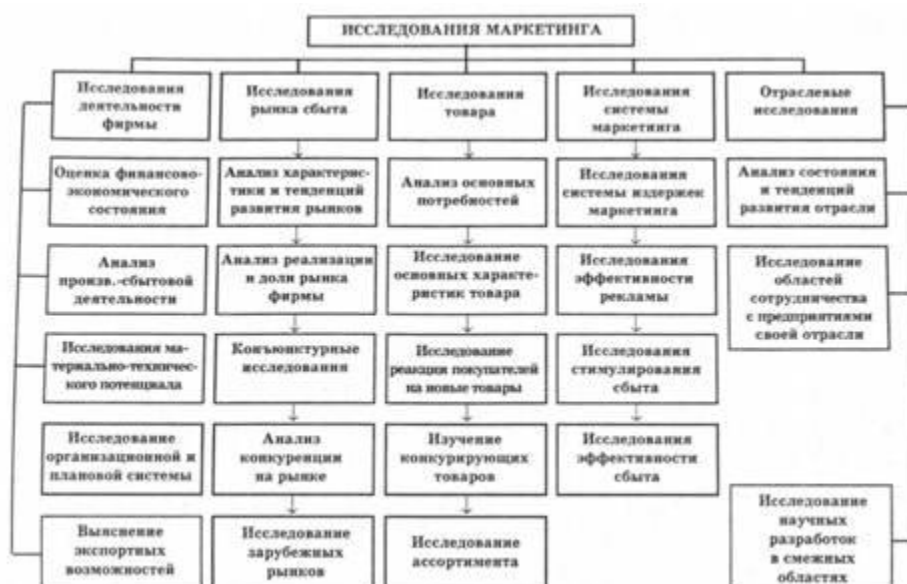 ИССЛЕДОВАНИЯ МАРКЕТИНГА
Исследования
деятельности
фирмы
Исследования
рынка сбыта
Исследования
товара
Исследования
системы
маркетинга
Отраслевые
исследования
Оценка финансово-
экономического
состояния
Анализ характерис-
тики и тенденций
развития рынков
Анализ основных
потребностей
Исследования
системы издержек
маркетинга
Анализ состояния
и тенденций
развития отрасли
Анализ
произв.-сбытовой
деятельности
Анализ реализации
и доли рынка
фирмы
Исследование
основных характе-
ристик товара
Исследования
эффективности
рекламы
Исследование
областей
сотрудничества
с предприятиями
своей отрасли
Исследования ма-
териально-техничес-
кого потенциала
Конъюнктурные
исследования
Исследование
реакции покупателей
на новые товары
Исследования
стимулирования
сбыта
Исследование
организационной и
плановой системы
Анализ
конкуренции
на рынке
Изучение
конкурирующих
товаров
Исследования
эффективности
сбыта
Выяснение
экспортных
возможностей
Исследование
зарубежных
рынков
Исследование
ассортимента
Исследование
научных
разработок
в смежных
областях